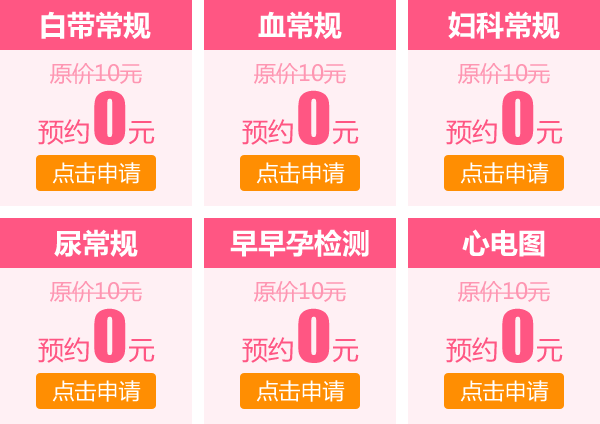 白带常规
原价10元
预约0元
点击申请
血常规
原价10元
预约0元
点击申请
妇科常规
原价10元
预约0元
点击申请
尿常规
原价10元
预约0元
点击申请
早早孕检测
原价10元
预约0元
点击申请
心电图
原价10元
预约0元
点击申请